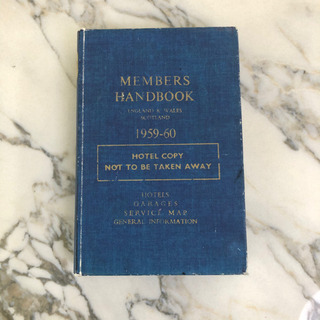 MEMBERS
HANDBOOK
ENGLAND & WALES
SCOTLAND
1959-60
HOTEL COPY
NOT TO BE TAKEN AWAY
HOTELS
GARAGES
SERVICE MAP
GENERAL INFORMATION